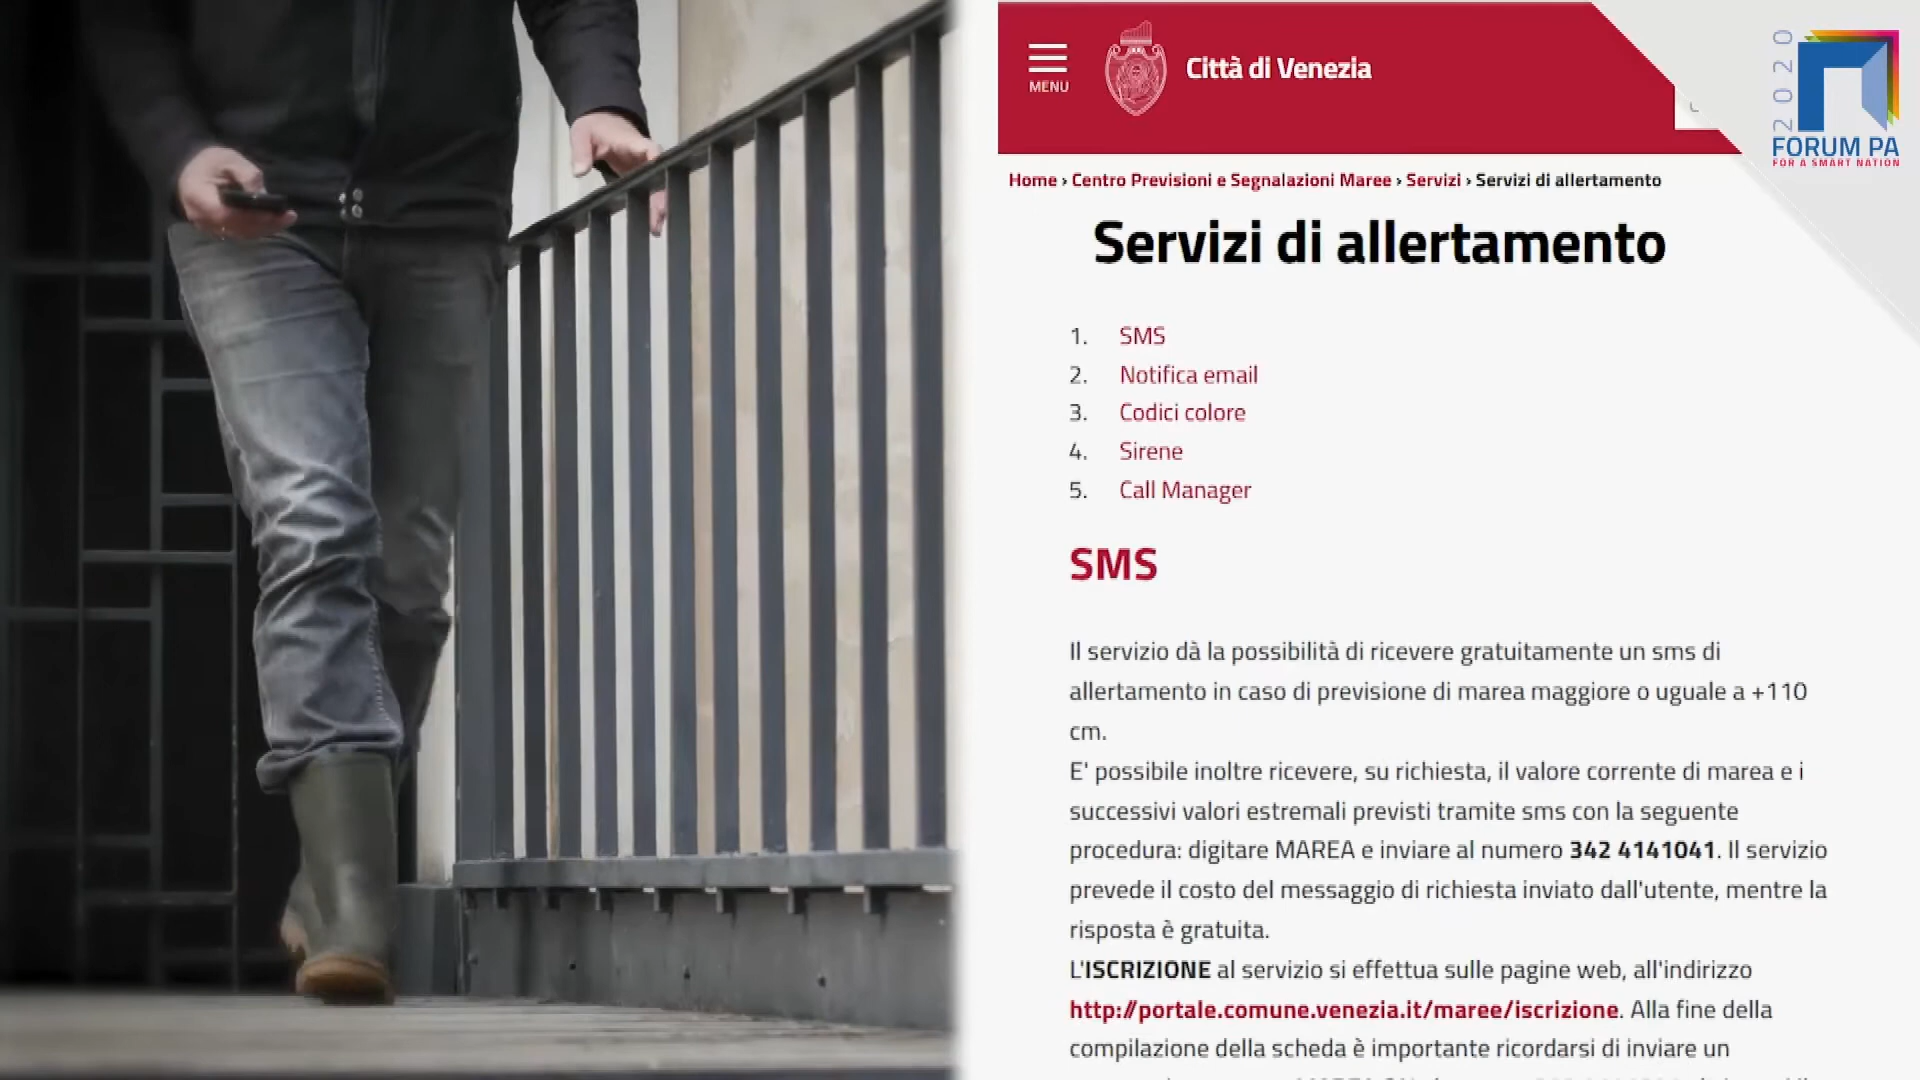 MENU
Città di Venezia
2020
FORUM PA
FOR A SMART NATION
Home › Centro Previsioni e Segnalazioni Maree › Servizi › Servizi di allertamento
Servizi di allertamento
1. SMS
2. Notifica email
3. Codici colore
4. Sirene
5. Call Manager
SMS
Il servizio dà la possibilità di ricevere gratuitamente un sms di
allertamento in caso di previsione di marea maggiore o uguale a +110
cm.
E' possibile inoltre ricevere, su richiesta, il valore corrente di marea e i
successivi valori estremali previsti tramite sms con la seguente
procedura: digitare MAREA e inviare al numero 342 4141041. Il servizio
prevede il costo del messaggio di richiesta inviato dall'utente, mentre la
risposta è gratuita.
L'ISCRIZIONE al servizio si effettua sulle pagine web, all'indirizzo
http://portale.comune.venezia.it/maree/iscrizione. Alla fine della
compilazione della scheda è importante ricordarsi di inviare un